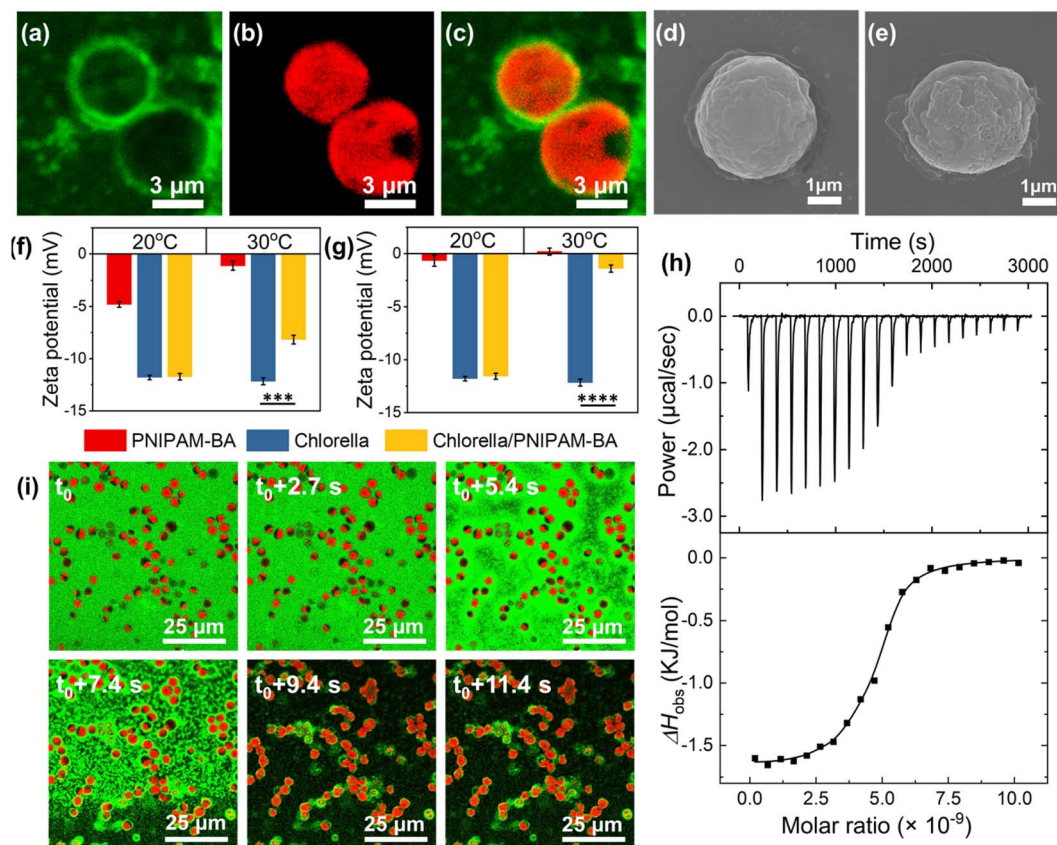 (a)
3 μm
(b)
3 μm
(c)
3 μm
(d)
1μm
(e)
1μm
(f)
20°C 30°C
Zeta potential (mV)
0
-5
-10
-15
***
(g)
20°C 30°C
Zeta potential (mV)
0
-5
-10
-15
****
PNIPAM-BA Chlorella Chlorella/PNIPAM-BA
(h)
Time (s)
0 1000 2000 3000
Power (μcal/sec)
0.0
-1.0
-2.0
-3.0
ΔHobs,(KJ/mol)
0.0
-0.5
-1.0
-1.5
0.0 2.5 5.0 7.5 10.0
Molar ratio (× 10-9)
(i)
t0
25 μm
t0+2.7 s
25 μm
t0+5.4 s
25 μm
t0+7.4 s
25 μm
t0+9.4 s
25 μm
t0+11.4 s
25 μm